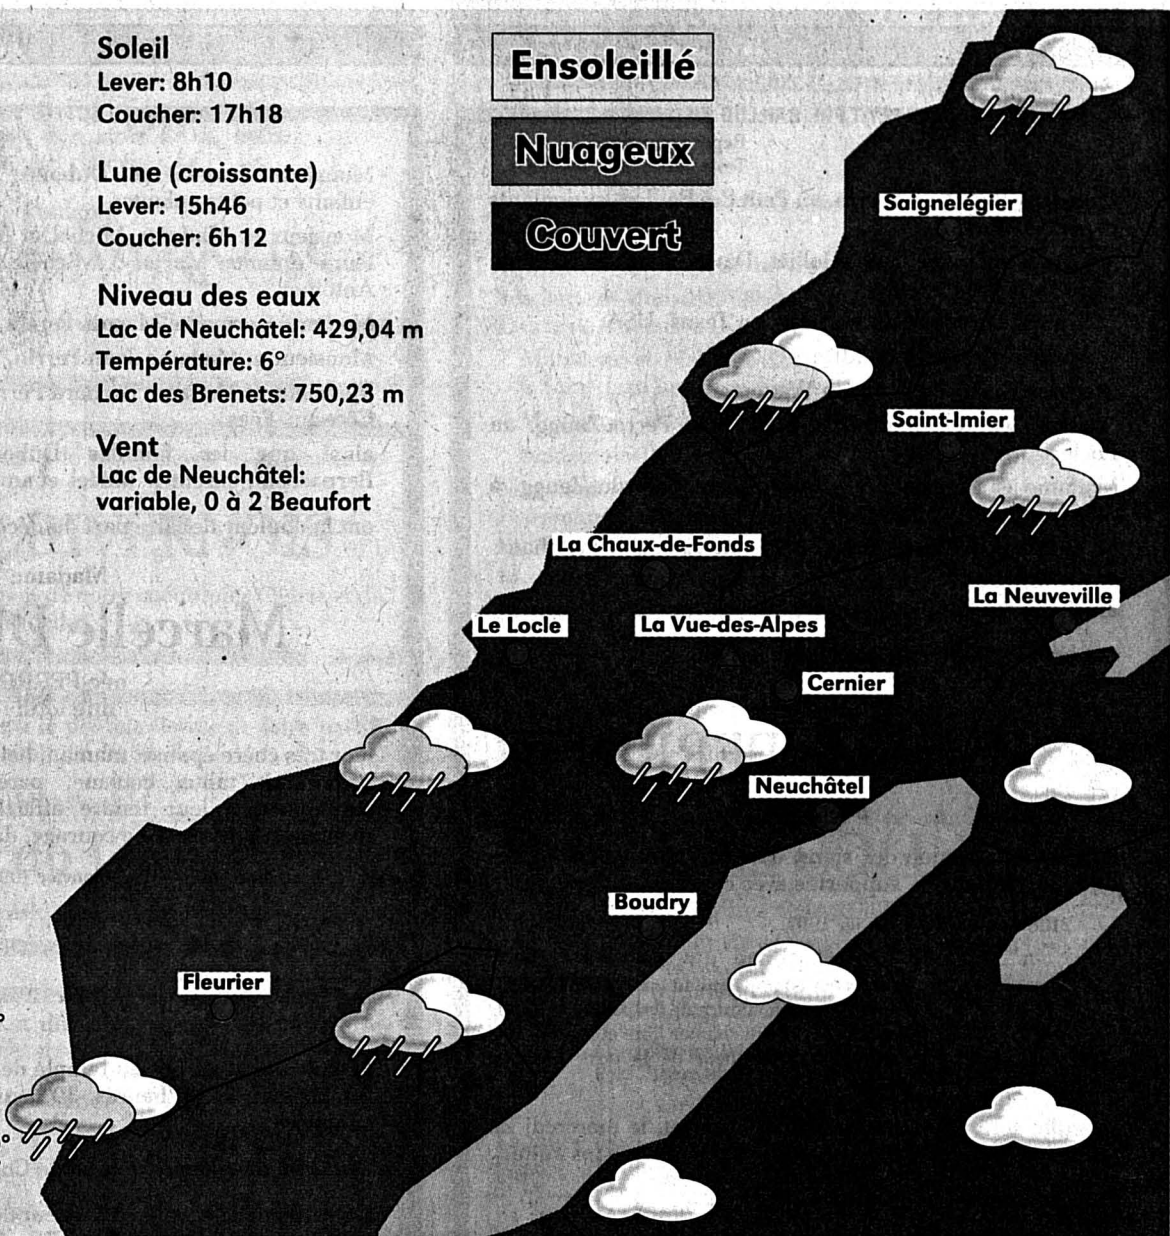 Soleil
Lever: 8h10
Coucher: 17h18
Lune (croissante)
Lever: 15h46
Coucher: 6h12
Niveau des eaux
Lac de Neuchâtel: 429,04 m
Température: 6°
Lac des Brenets: 750,23 m
Vent
Lac de Neuchâtel:
variable, 0 à 2 Beaufort
Ensoleillé
Nuageux
Couvert
Saignelégier
Saint-Imier
La Chaux-de-Fonds
La Neuveville
Le Locle
La Vue-des-Alpes
Cernier
Neuchâtel
Boudry
Fleurier